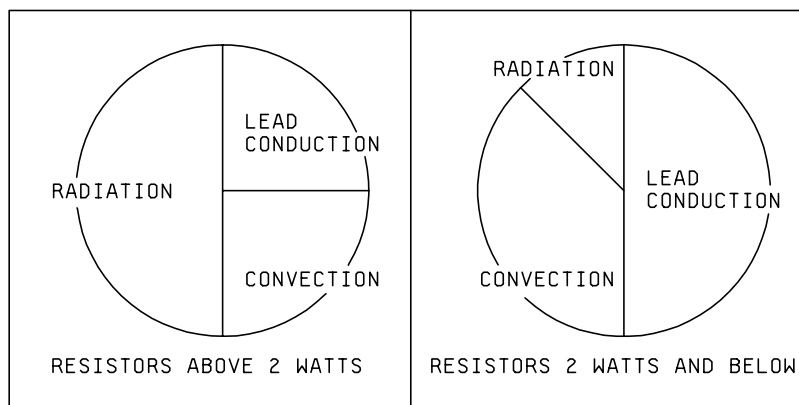 RADIATION
LEAD
CONDUCTION
CONVECTION
RESISTORS ABOVE 2 WATTS
RADIATION
LEAD
CONDUCTION
CONVECTION
RESISTORS 2 WATTS AND BELOW